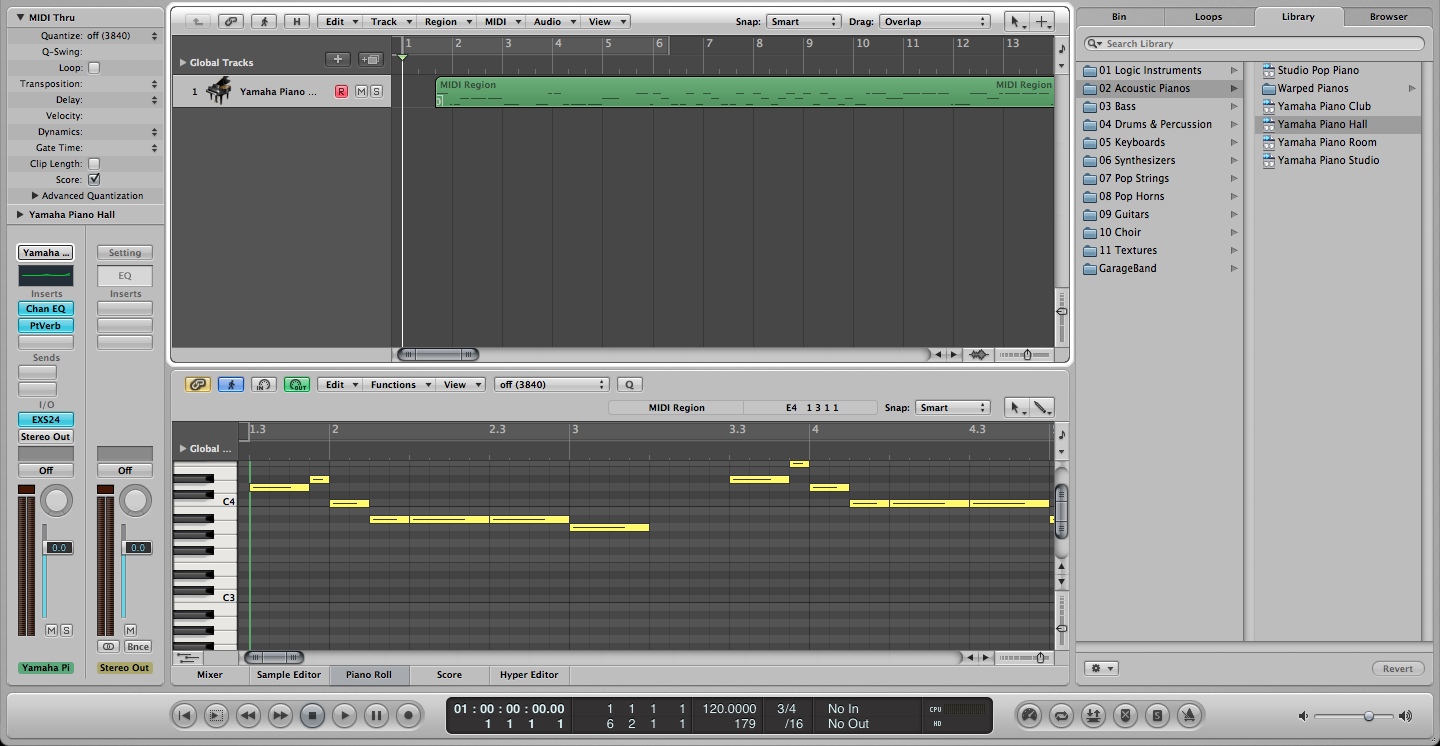 MIDI Thru
Quantize: off (3840)
Q-Swing:
Loop:
Transposition:
Delay:
Velocity:
Dynamics:
Gate Time:
Clip Length:
Score:
Advanced Quantization
Yamaha Piano Hall
Yamaha ...
Setting
EQ
Inserts
Inserts
Chan EQ
PtVerb
Sends
I/O
EXS24
Stereo Out
Off
Off
0.0
0.0
M S
M
Bnce
Yamaha Pi
Stereo Out
H
Edit
Track
Region
MIDI
Audio
View
Snap: Smart
Drag: Overlap
1 2 3 4 5 6 7 8 9 10 11 12 13
Global Tracks
1 Yamaha Piano ... R M S
MIDI Region
MIDI Region
IN
OUT
Edit
Functions
View
off (3840)
Q
MIDI Region
E4 1 3 1 1
Snap: Smart
1.3 2 2.3 3 3.3 4 4.3
Global ...
C4
C3
Mixer
Sample Editor
Piano Roll
Score
Hyper Editor
Bin
Loops
Library
Browser
Search Library
01 Logic Instruments
02 Acoustic Pianos
03 Bass
04 Drums & Percussion
05 Keyboards
06 Synthesizers
07 Pop Strings
08 Pop Horns
09 Guitars
10 Choir
11 Textures
GarageBand
Studio Pop Piano
Warped Pianos
Yamaha Piano Club
Yamaha Piano Hall
Yamaha Piano Room
Yamaha Piano Studio
Revert
01 : 00 : 00 : 00.00 1 1 1 1 120.0000 3/4 No In CPU
1 1 1 1 6 2 1 1 179 /16 No Out HD
S